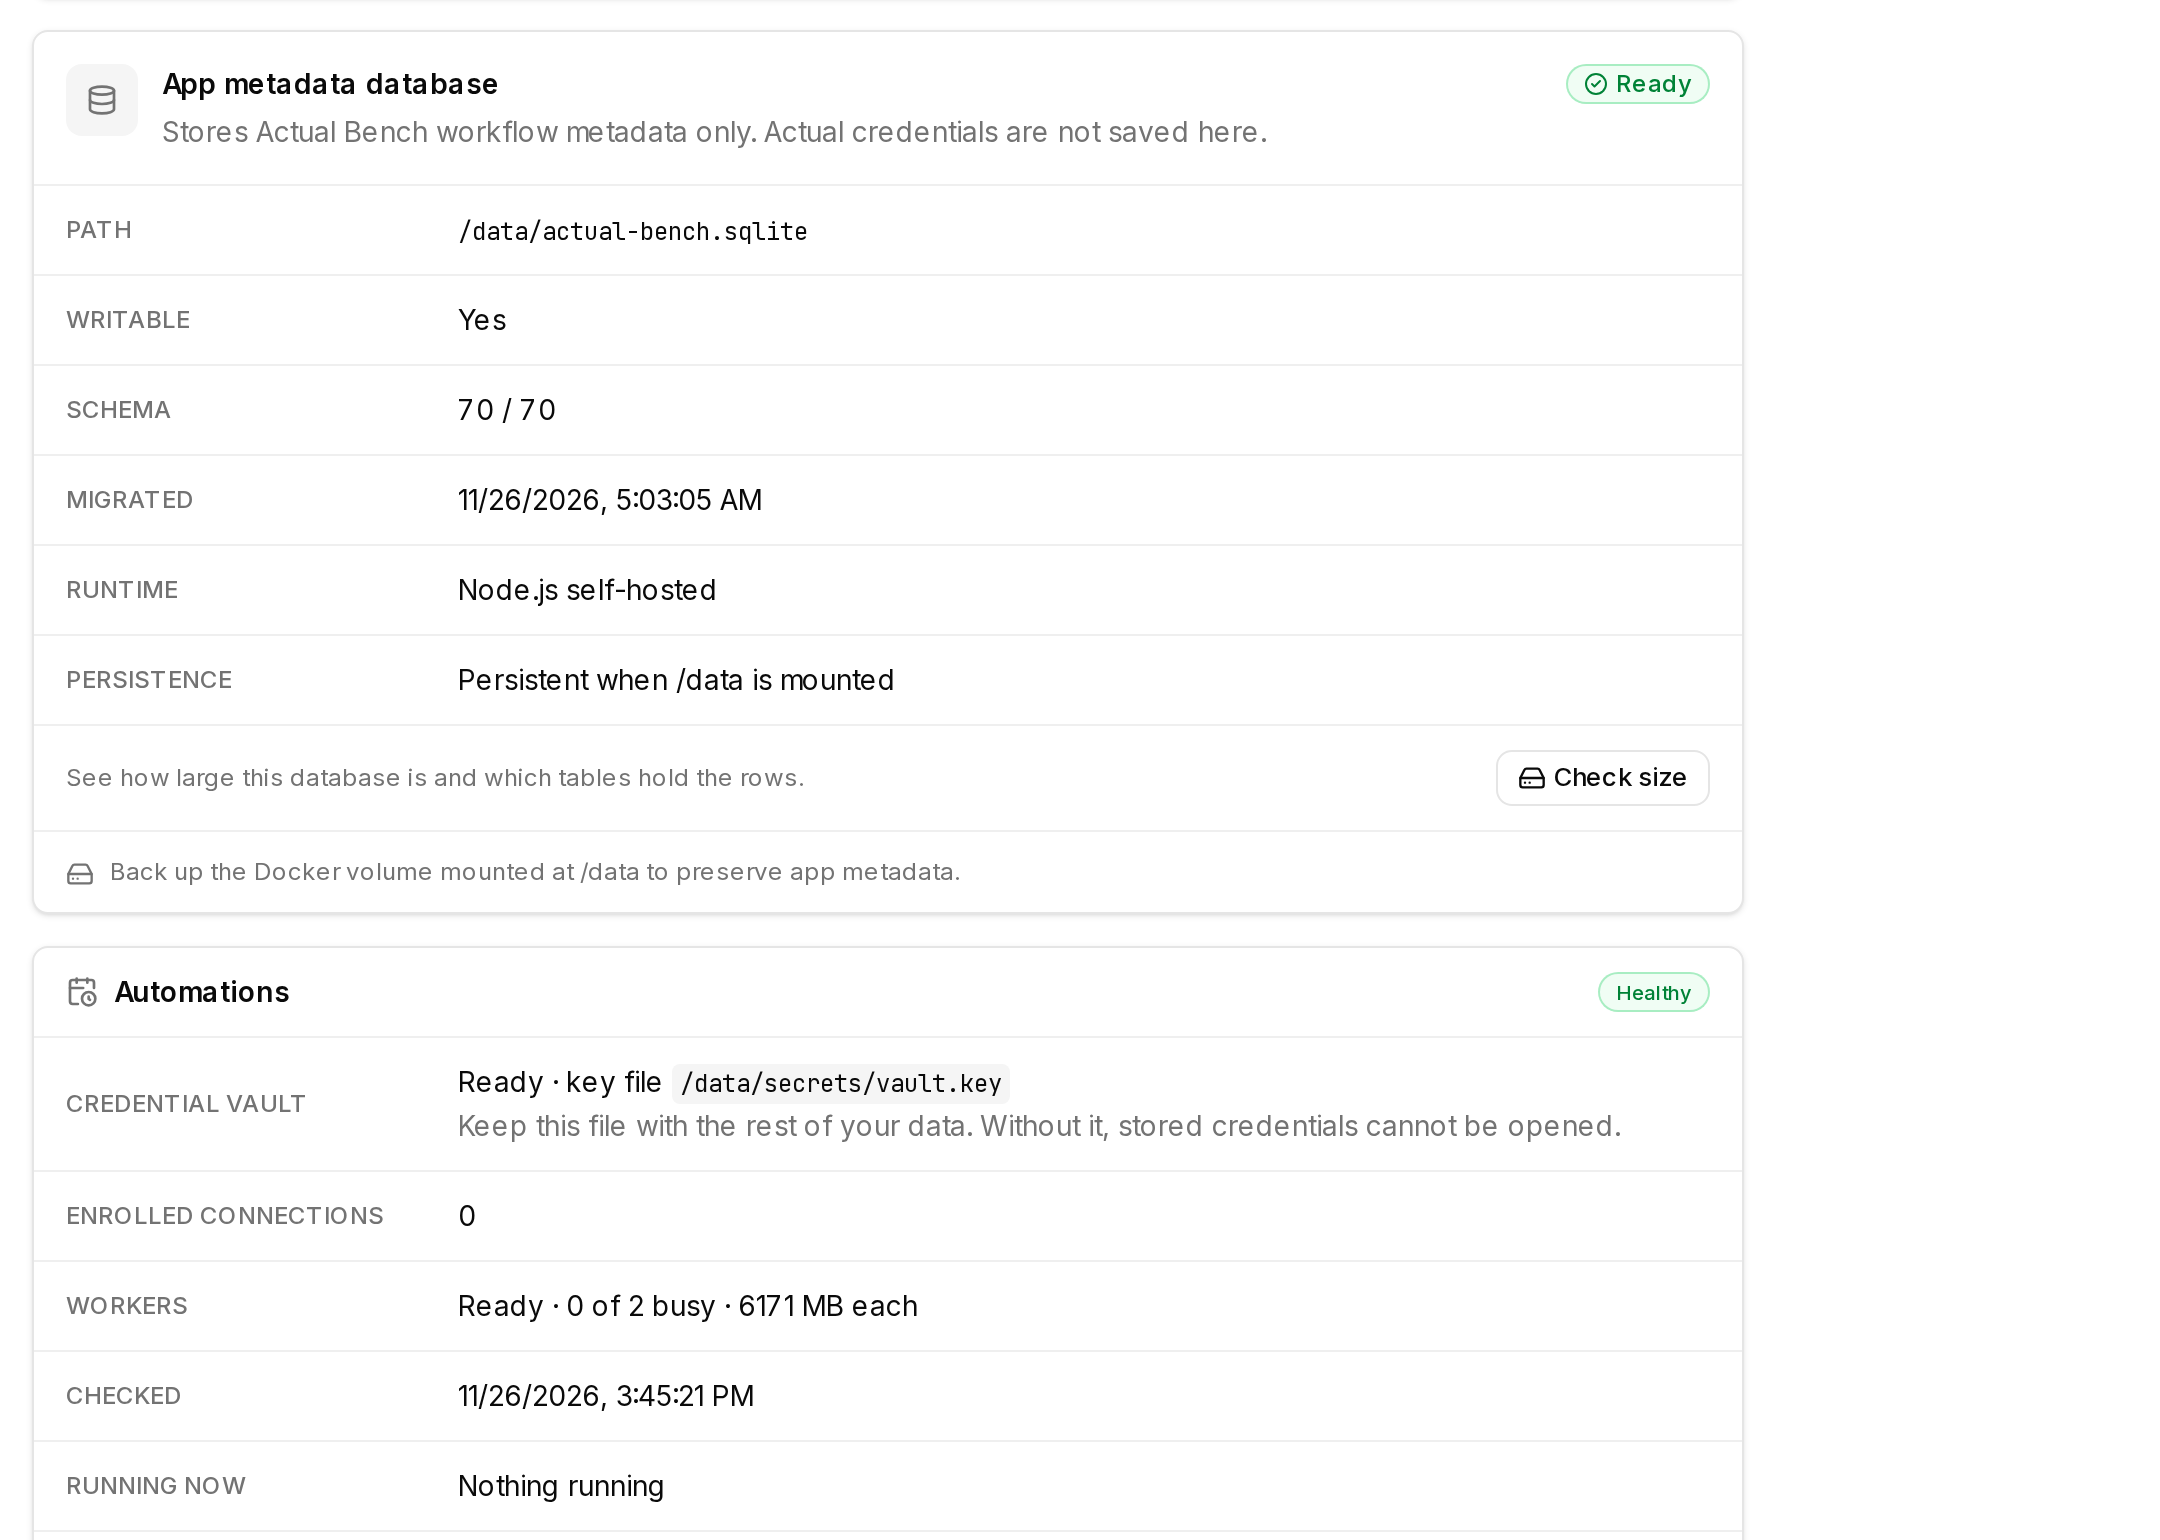 App metadata database
Ready
Stores Actual Bench workflow metadata only. Actual credentials are not saved here.
PATH
/data/actual-bench.sqlite
WRITABLE
Yes
SCHEMA
70 / 70
MIGRATED
11/26/2026, 5:03:05 AM
RUNTIME
Node.js self-hosted
PERSISTENCE
Persistent when /data is mounted
See how large this database is and which tables hold the rows.
Check size
Back up the Docker volume mounted at /data to preserve app metadata.
Automations
Healthy
CREDENTIAL VAULT
Ready · key file /data/secrets/vault.key
Keep this file with the rest of your data. Without it, stored credentials cannot be opened.
ENROLLED CONNECTIONS
0
WORKERS
Ready · 0 of 2 busy · 6171 MB each
CHECKED
11/26/2026, 3:45:21 PM
RUNNING NOW
Nothing running